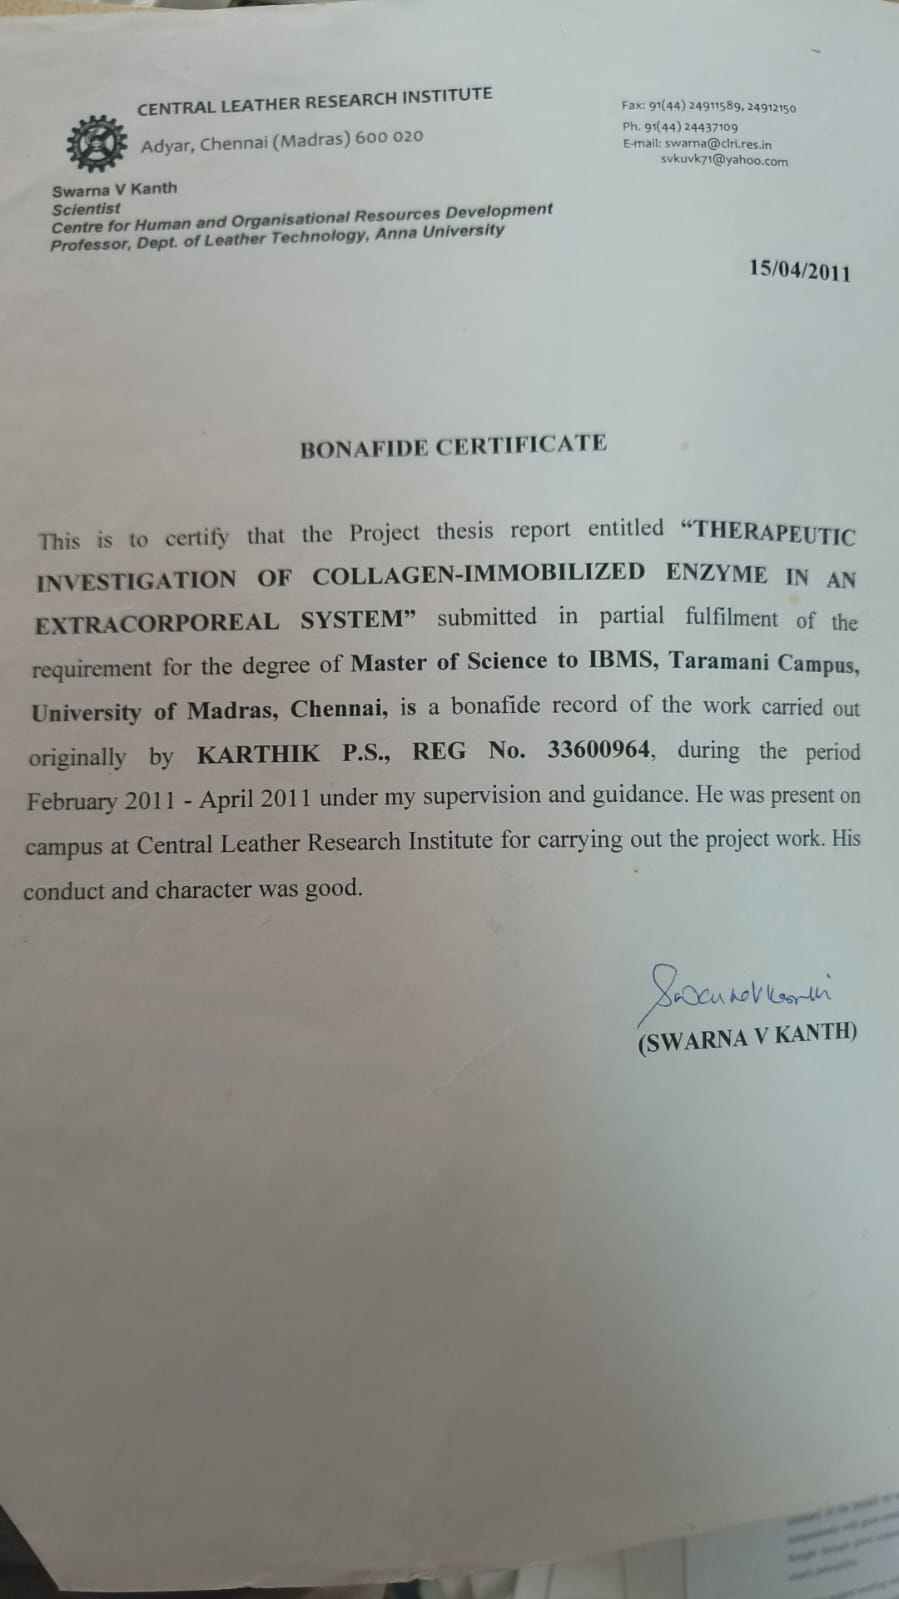 CENTRAL LEATHER RESEARCH INSTITUTE
Adyar, Chennai (Madras) 600 020
Fax: 91(44) 24911589, 24912150
Ph. 91(44) 24437109
E-mail: swarna@clri.res.in
svkuvk71@yahoo.com
Swarna V Kanth
Scientist
Centre for Human and Organisational Resources Development
Professor, Dept. of Leather Technology, Anna University
15/04/2011
BONAFIDE CERTIFICATE
This is to certify that the Project thesis report entitled “THERAPEUTIC
INVESTIGATION OF COLLAGEN-IMMOBILIZED ENZYME IN AN
EXTRACORPOREAL SYSTEM” submitted in partial fulfilment of the
requirement for the degree of Master of Science to IBMS, Taramani Campus,
University of Madras, Chennai, is a bonafide record of the work carried out
originally by KARTHIK P.S., REG No. 33600964, during the period
February 2011 - April 2011 under my supervision and guidance. He was present on
campus at Central Leather Research Institute for carrying out the project work. His
conduct and character was good.
(SWARNA V KANTH)